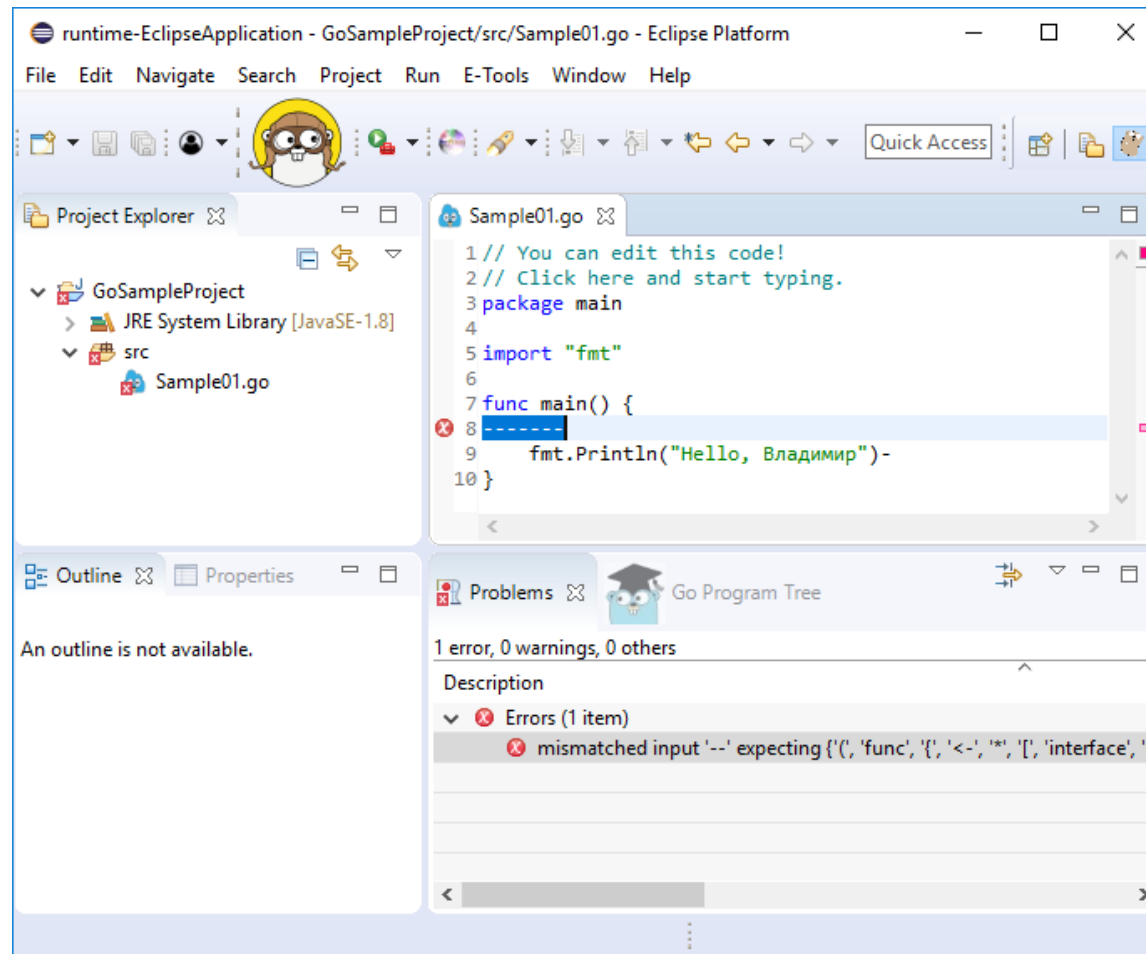 runtime-EclipseApplication - GoSampleProject/src/Sample01.go - Eclipse Platform
File Edit Navigate Search Project Run E-Tools Window Help
Quick Access
Project Explorer
GoSampleProject
JRE System Library [JavaSE-1.8]
src
Sample01.go
Sample01.go
1 // You can edit this code!
2 // Click here and start typing.
3 package main
4
5 import "fmt"
6
7 func main() {
8 -------
9 fmt.Println("Hello, Владимир")-
10 }
Outline Properties
An outline is not available.
Problems Go Program Tree
1 error, 0 warnings, 0 others
Description
Errors (1 item)
mismatched input '--' expecting {'(', 'func', '{', '<-', '*', '[', 'interface', '